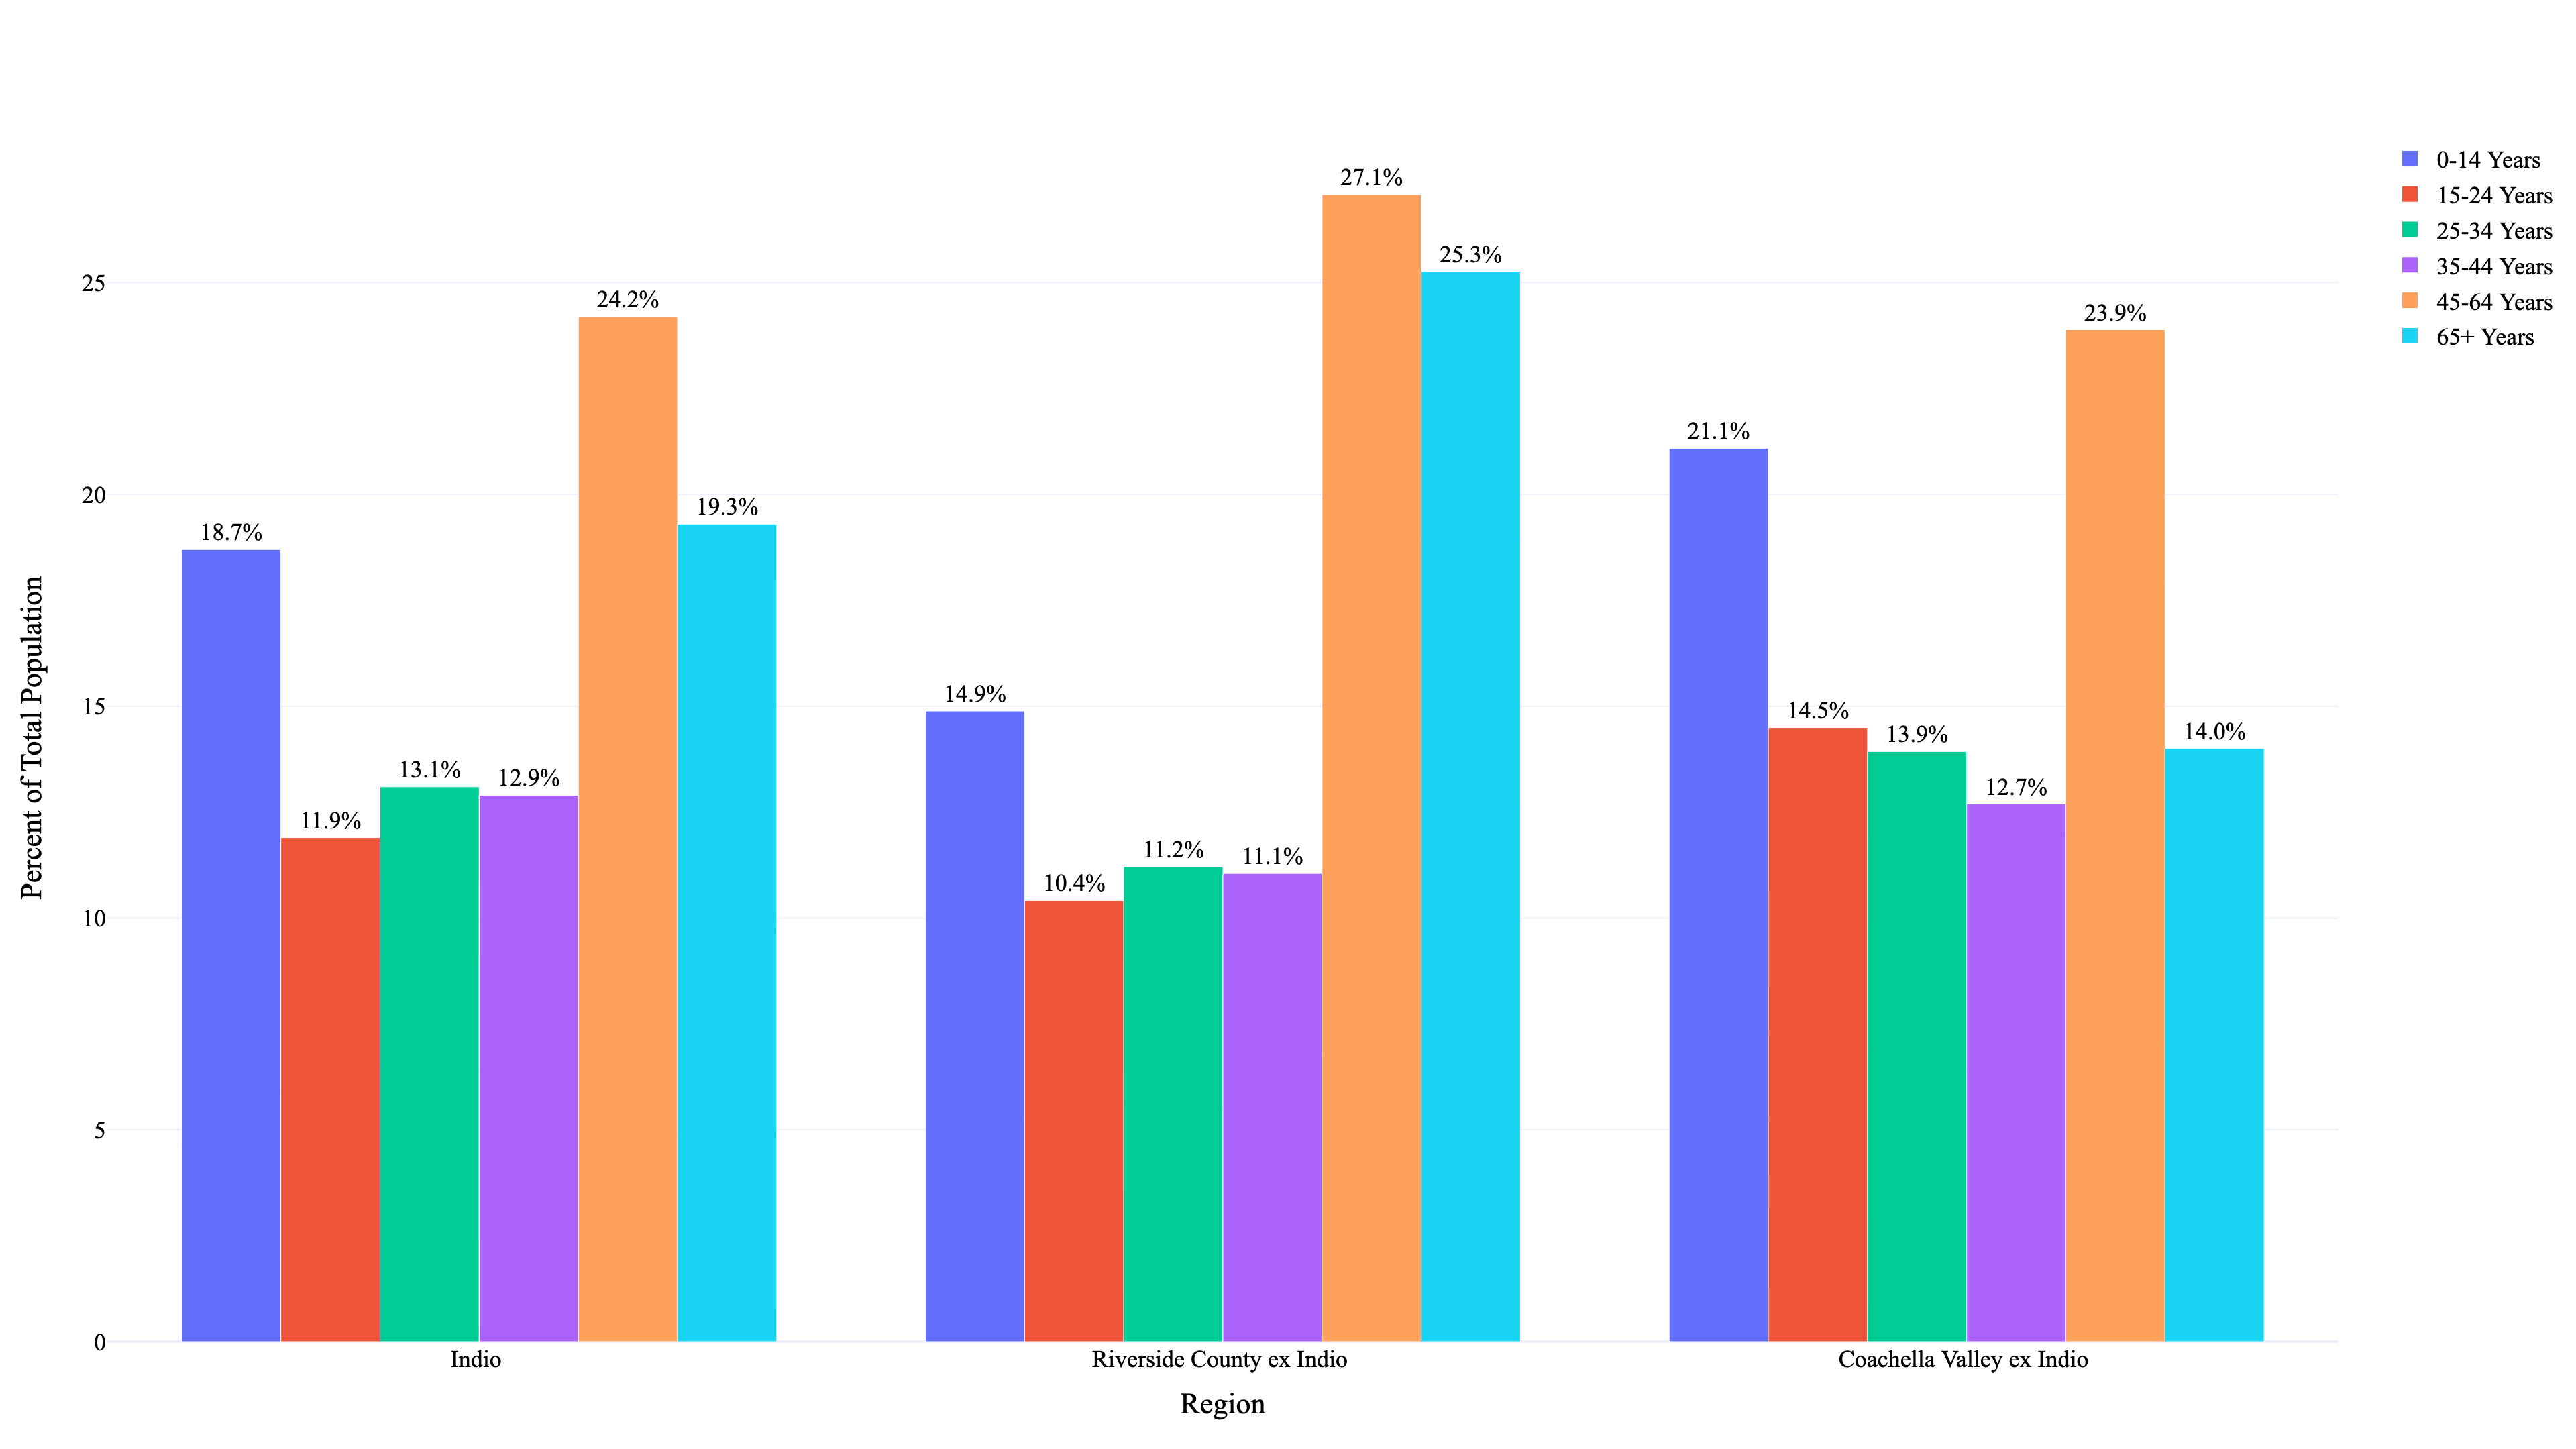 0-14 Years
15-24 Years
25-34 Years
35-44 Years
45-64 Years
65+ Years
Percent of Total Population
25
20
15
10
5
0
18.7%
11.9%
13.1%
12.9%
24.2%
19.3%
14.9%
10.4%
11.2%
11.1%
27.1%
25.3%
21.1%
14.5%
13.9%
12.7%
23.9%
14.0%
Indio
Riverside County ex Indio
Coachella Valley ex Indio
Region